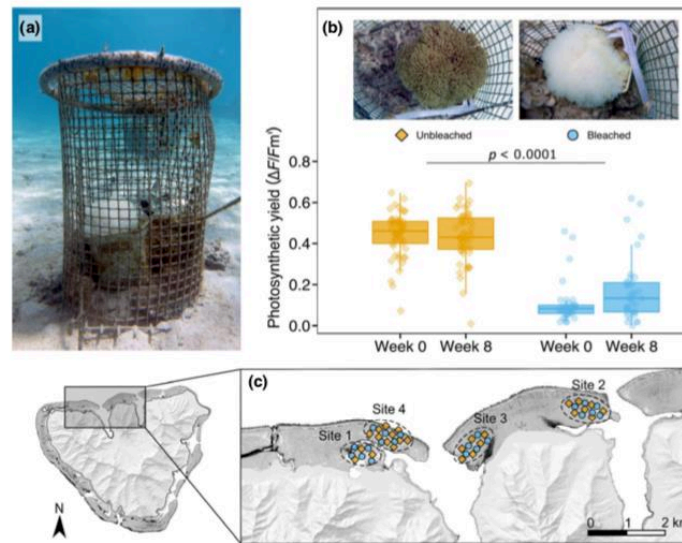 (a)
(b)
Unbleached
Bleached
p < 0.0001
Photosynthetic yield (ΔF/Fm')
0.8
0.6
0.4
0.2
0.0
Week 0
Week 8
Week 0
Week 8
(c)
Site 1
Site 4
Site 3
Site 2
N
0 1 2 km